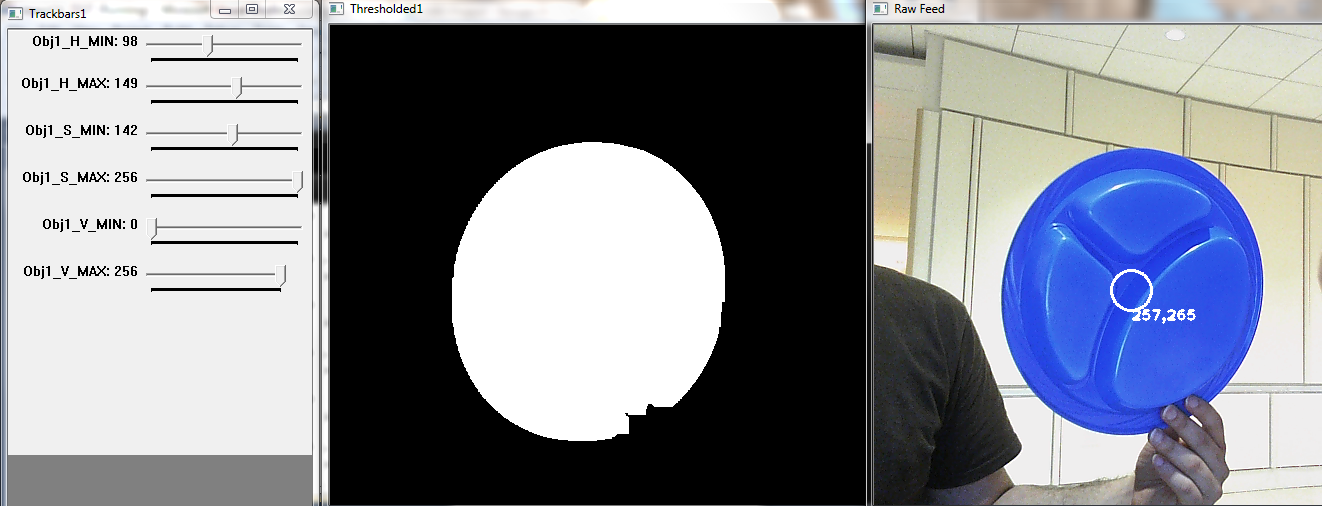 Trackbars1
Obj1_H_MIN: 98
Obj1_H_MAX: 149
Obj1_S_MIN: 142
Obj1_S_MAX: 256
Obj1_V_MIN: 0
Obj1_V_MAX: 256
Thresholded1
Raw Feed
257,265